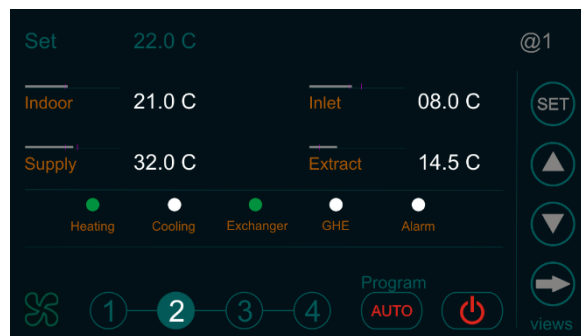 Set 22.0 C @1
Indoor 21.0 C Inlet 08.0 C SET
Supply 32.0 C Extract 14.5 C
Heating Cooling Exchanger GHE Alarm
Program
1 2 3 4 AUTO
views